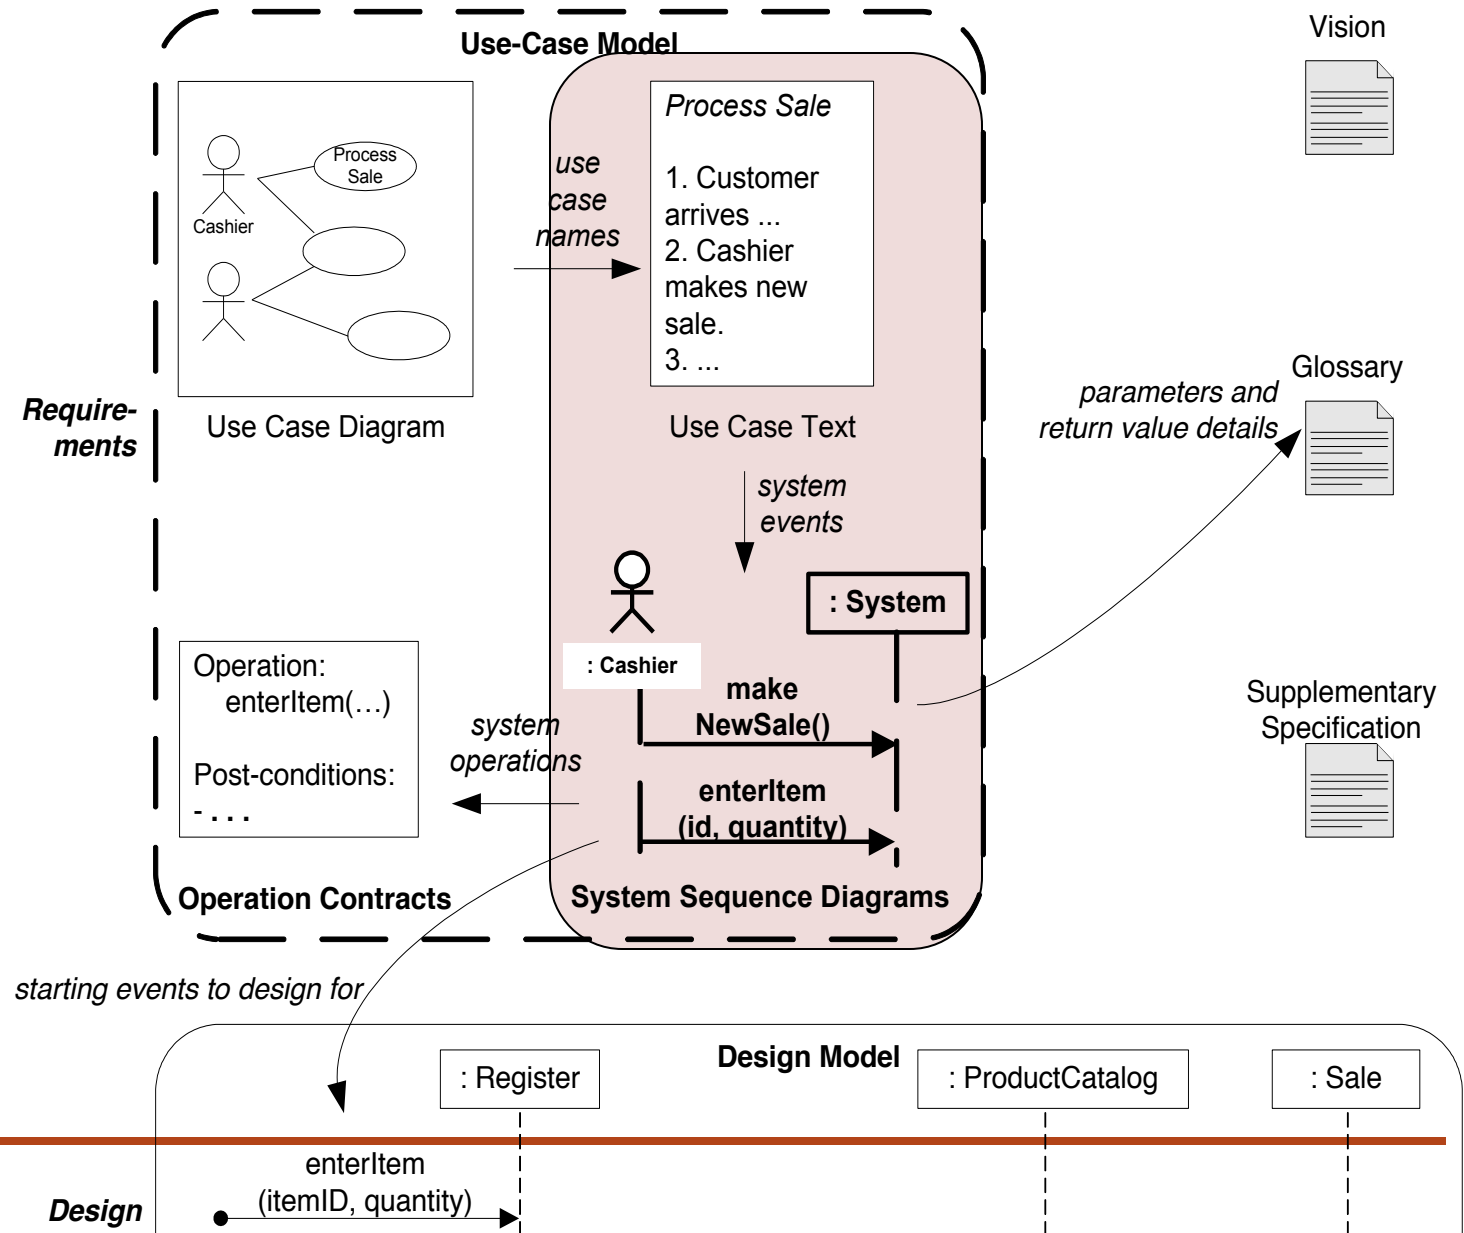 Use-Case Model
Vision
Process
Sale
Cashier
Use Case Diagram
use
case
names
Process Sale
1. Customer
arrives ...
2. Cashier
makes new
sale.
3. ...
Use Case Text
Require-
ments
Glossary
parameters and
return value details
system
events
: System
: Cashier
make
NewSale()
enterItem
(id, quantity)
System Sequence Diagrams
system
operations
Operation:
enterItem(…)
Post-conditions:
- . . .
Operation Contracts
Supplementary
Specification
starting events to design for
Design Model
: Register
: ProductCatalog
: Sale
enterItem
(itemID, quantity)
Design